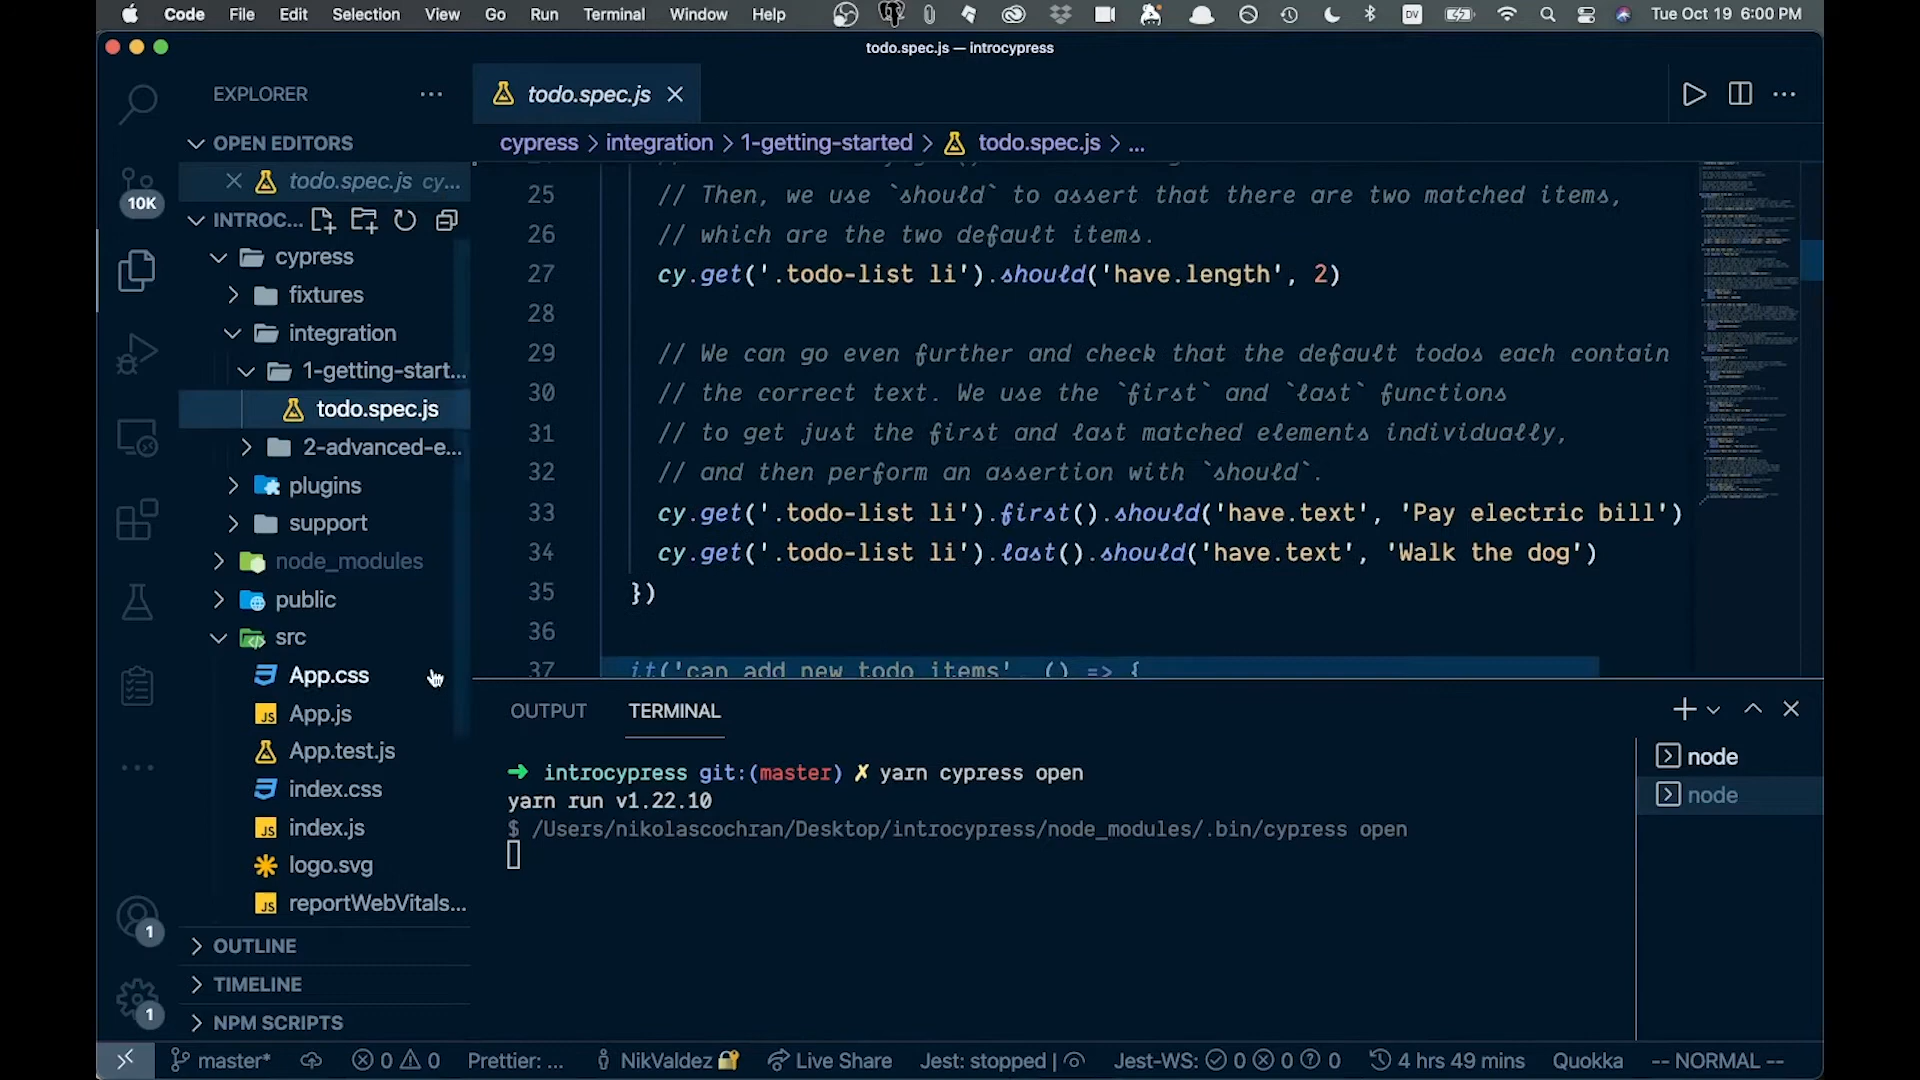 Code File Edit Selection View Go Run Terminal Window Help DV Tue Oct 19 6:00 PM
todo.spec.js — introcypress
EXPLORER
OPEN EDITORS
todo.spec.js cy...
INTROC...
cypress
fixtures
integration
1-getting-start...
todo.spec.js
2-advanced-e...
plugins
support
node_modules
public
src
App.css
App.js
App.test.js
index.css
index.js
logo.svg
reportWebVitals...
OUTLINE
TIMELINE
NPM SCRIPTS
10K
1
1
todo.spec.js
cypress > integration > 1-getting-started > todo.spec.js > ...
25 // Then, we use `should` to assert that there are two matched items,
26 // which are the two default items.
27 cy.get('.todo-list li').should('have.length', 2)
28
29 // We can go even further and check that the default todos each contain
30 // the correct text. We use the `first` and `last` functions
31 // to get just the first and last matched elements individually,
32 // and then perform an assertion with `should`.
33 cy.get('.todo-list li').first().should('have.text', 'Pay electric bill')
34 cy.get('.todo-list li').last().should('have.text', 'Walk the dog')
35 })
36
37 it('can add new todo items', () => {
OUTPUT TERMINAL
➜ introcypress git:(master) ✗ yarn cypress open
yarn run v1.22.10
$ /Users/nikolascochran/Desktop/introcypress/node_modules/.bin/cypress open
node
node
master* 0 0 Prettier: ... NikValdez Live Share Jest: stopped | Jest-WS: 0 0 0 4 hrs 49 mins Quokka -- NORMAL --